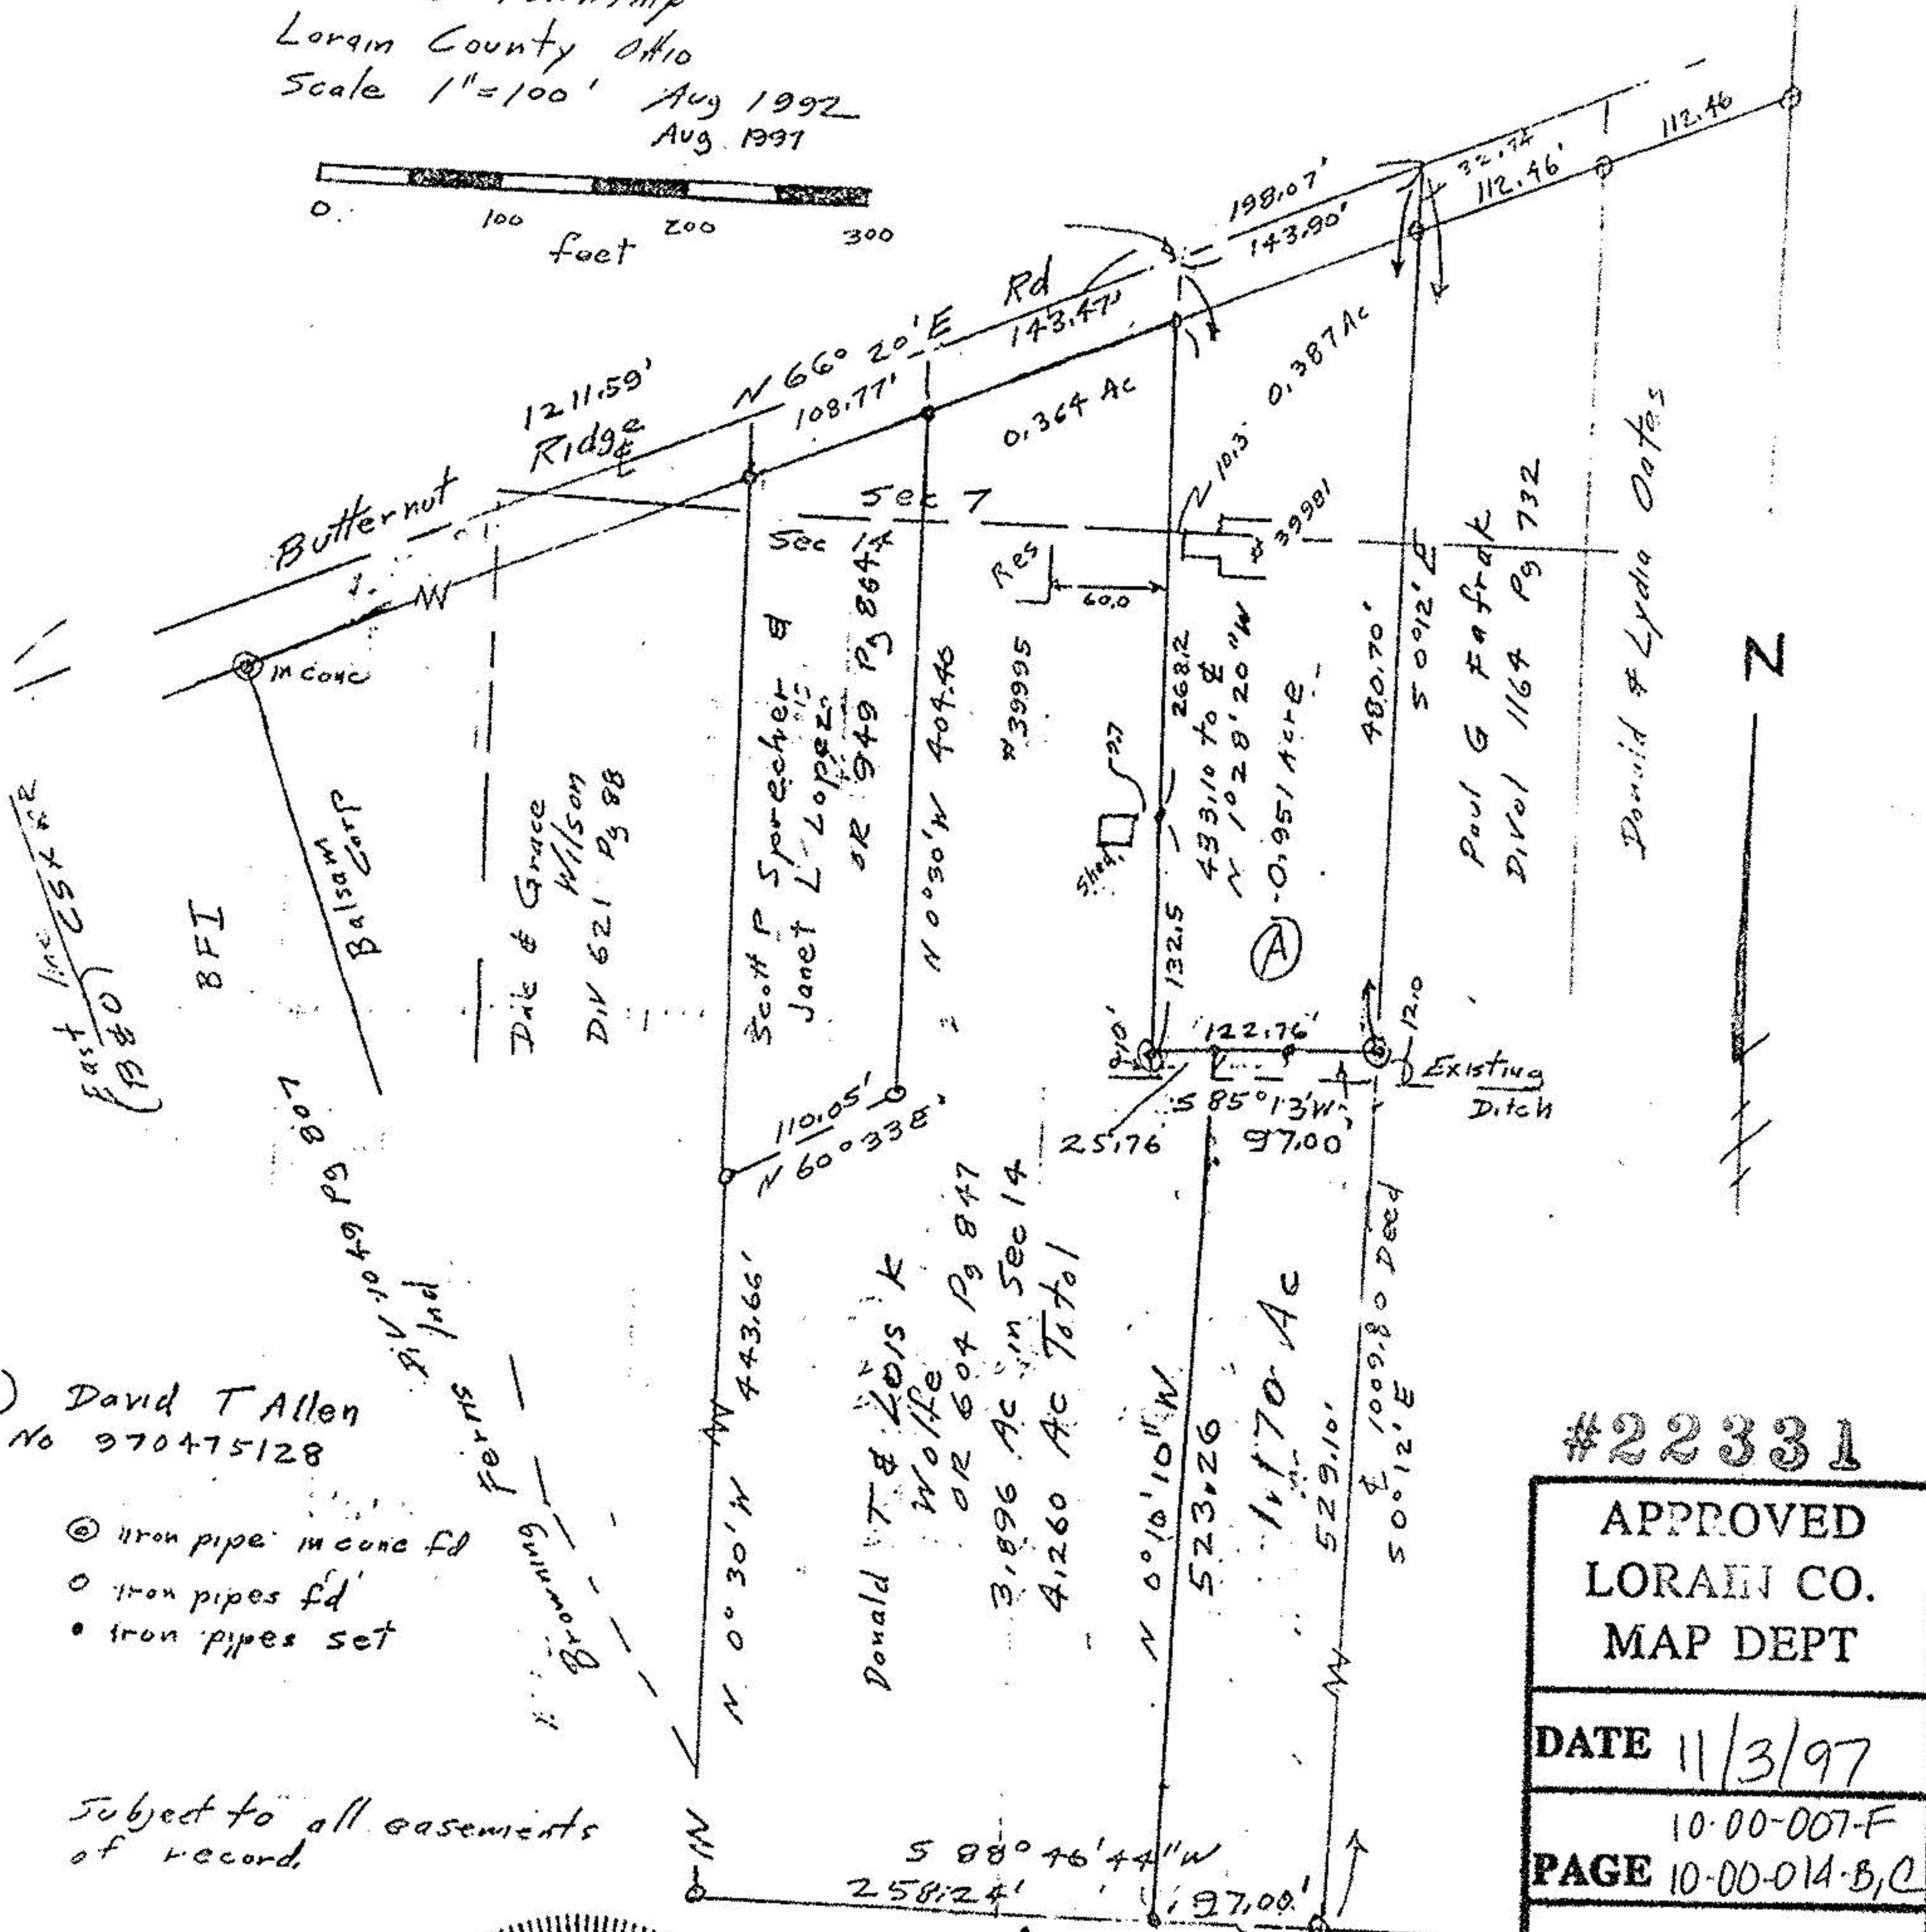 Township
Lorain County Ohio
Scale 1"=100' Aug 1992
Aug 1997
0 100 200 300
feet
112.46
32.74
112.46'
198.07'
143.90'
Rd
143.47'
N 66° 20' E
108.77'
1211.59'
Ridge
Butternut
0.387 Ac
0.364 Ac
Sec 7
Sec 14
10.3
39981
Res
60.0
in conc
BFI
East line
(B&O)
Balsam
Corp
Div 1049 Pg 807
Browning Ferris
Ind
Dale & Grace
Wilson
Div 621 Pg 88
Scott P Sprecher &
Janet L Lopez
OR 949 Pg 864
N 0°30'W 404.46
#39995
Shed
268.2
132.5
433.10 to ⅊
N 1°28'20"W
A 0.951 Acre
480.70'
S 0°12' E
Paul G Fafrak
Div 1164 Pg 732
Donald & Lydia Oates
N
110.05'
N 60°33'E
122.76'
12.0
Existing
Ditch
S 85°13'W
25.76
97.00'
N 0°30'W 443.66'
Donald T & Lois K
Wolfe
OR 604 Pg 847
3.896 Ac in Sec 14
4.260 Ac Total
N 0°10'10"W
523.26
1.170 Ac
529.10'
1009.80 Deed
S 0°12' E
David T Allen
No 970475128
iron pipe in conc fd
iron pipes fd
iron pipes set
Subject to all easements
of record.
S 88°46'44"W
258.24'
97.00'
#22331
APPROVED
LORAIN CO.
MAP DEPT
DATE 11/3/97
10-00-007-F
PAGE 10-00-014-B,C